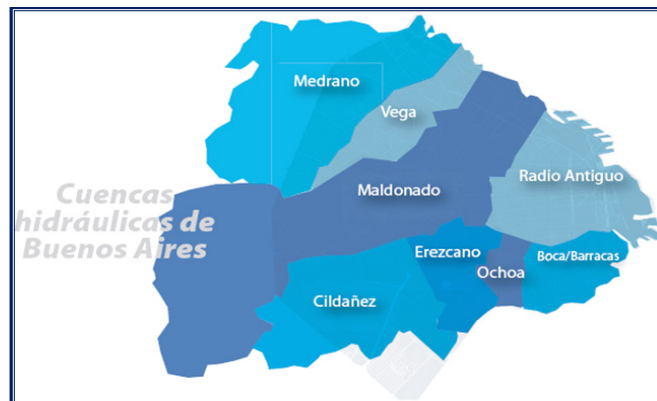 Medrano
Vega
Radio Antiguo
Maldonado
Cuencas
hidráulicas de
Buenos Aires
Erezcano
Boca/Barracas
Ochoa
Cildañez